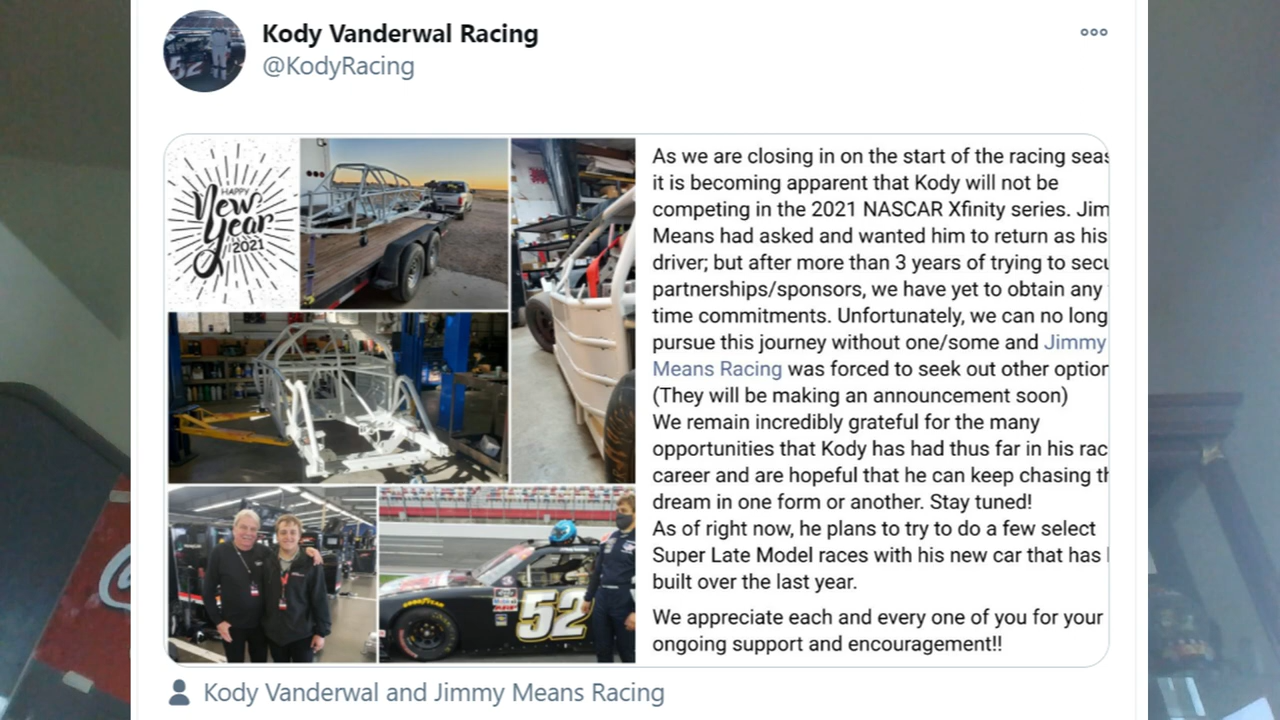 Kody Vanderwal Racing
@KodyRacing
HAPPY
New
Year
2021
As we are closing in on the start of the racing seas
it is becoming apparent that Kody will not be
competing in the 2021 NASCAR Xfinity series. Jim
Means had asked and wanted him to return as his
driver; but after more than 3 years of trying to secu
partnerships/sponsors, we have yet to obtain any
time commitments. Unfortunately, we can no long
pursue this journey without one/some and Jimmy
Means Racing was forced to seek out other option
(They will be making an announcement soon)
We remain incredibly grateful for the many
opportunities that Kody has had thus far in his rac
career and are hopeful that he can keep chasing th
dream in one form or another. Stay tuned!
As of right now, he plans to try to do a few select
Super Late Model races with his new car that has
built over the last year.
We appreciate each and every one of you for your
ongoing support and encouragement!!
GOODYEAR
52
52
Kody Vanderwal and Jimmy Means Racing